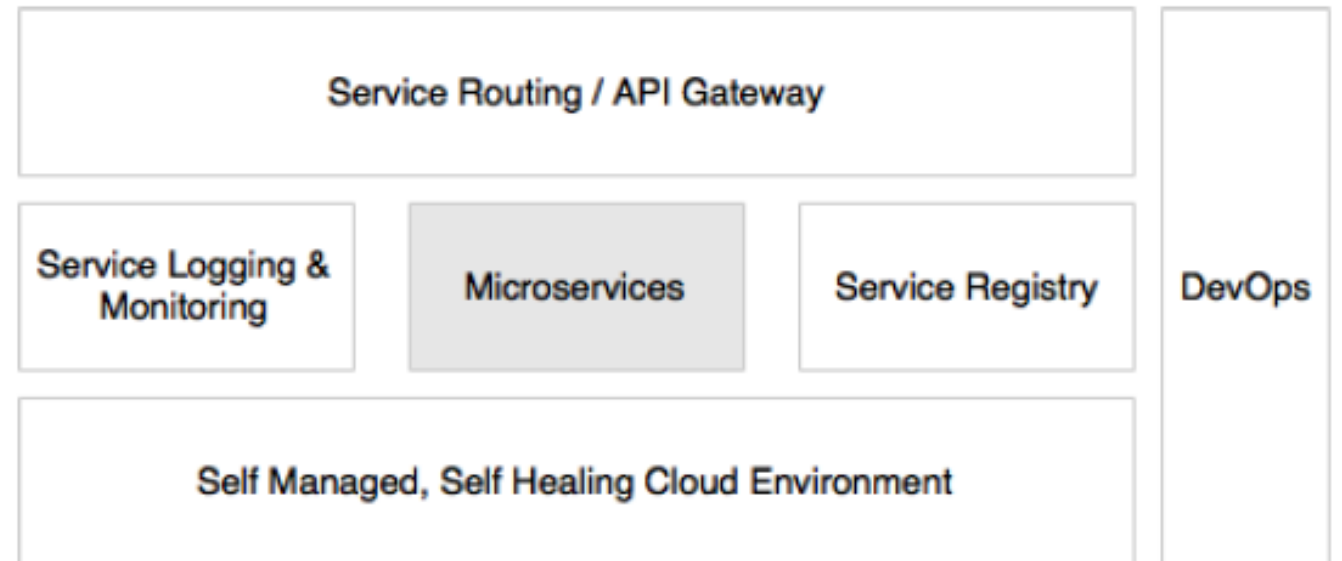 Service Routing / API Gateway
Service Logging &
Monitoring
Microservices
Service Registry
DevOps
Self Managed, Self Healing Cloud Environment